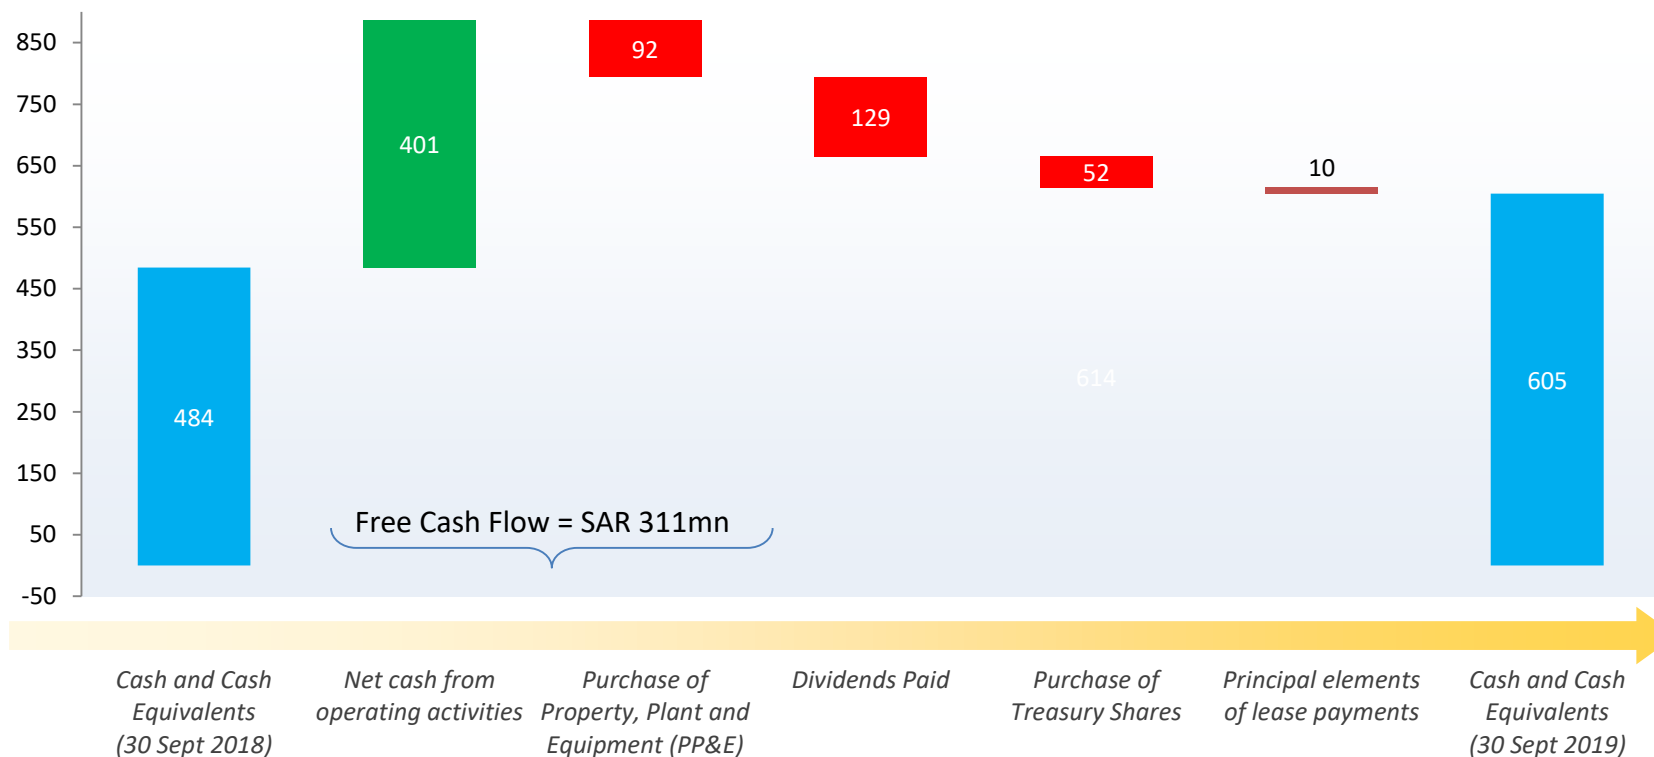 850
750
650
550
450
350
250
150
50
-50
484
401
92
129
52
614
10
605
Free Cash Flow = SAR 311mn
Cash and Cash
Equivalents
(30 Sept 2018)
Net cash from
operating activities
Purchase of
Property, Plant and
Equipment (PP&E)
Dividends Paid
Purchase of
Treasury Shares
Principal elements
of lease payments
Cash and Cash
Equivalents
(30 Sept 2019)